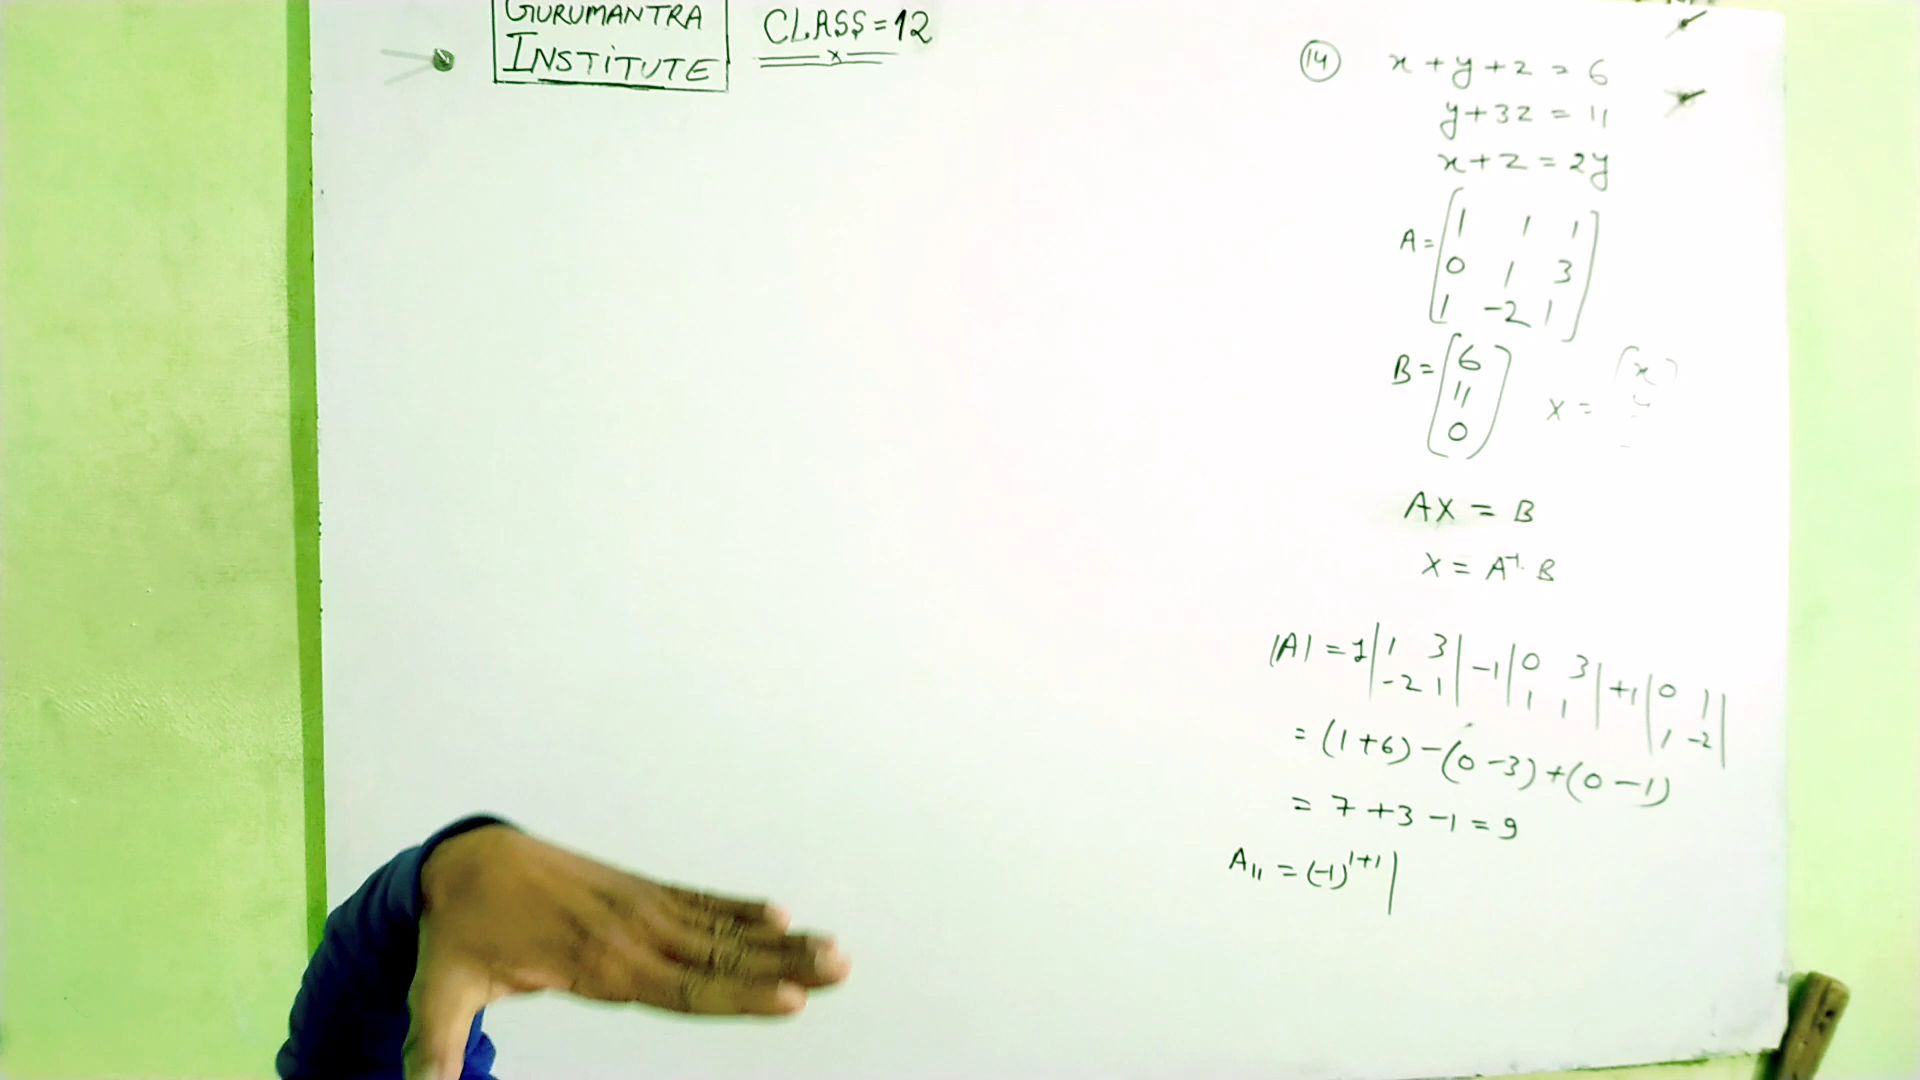 GURUMANTRA
INSTITUTE
CLASS = 12
x
(14) x + y + z = 6
y + 3z = 11
x + z = 2y
A = [1 1 1
0 1 3
1 -2 1]
B = [6
11
0]
X = [x
y
AX = B
X = A⁻¹. B
|A| = 1 |1 3| -1 |0 3| +1 |0 1|
|-2 1| |1 1| |1 -2|
= (1+6) - (0-3) + (0-1)
= 7 + 3 - 1 = 9
A₁₁ = (-1)¹⁺¹ |